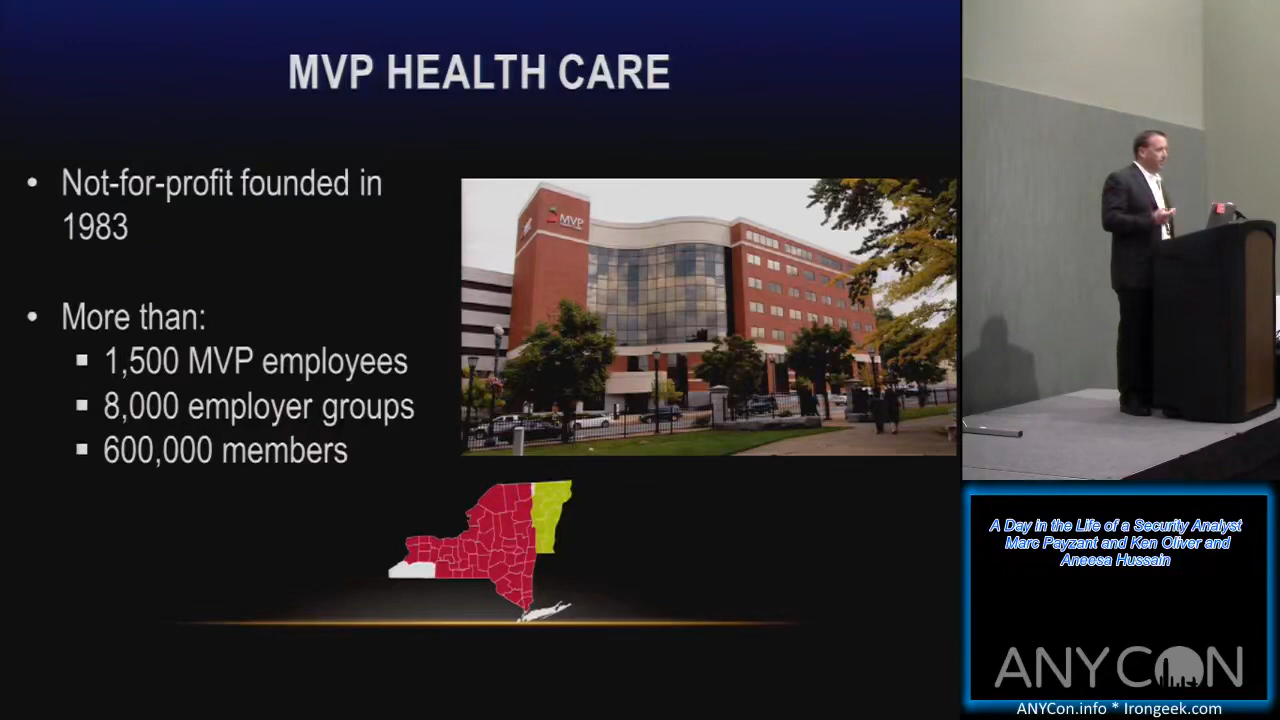 MVP HEALTH CARE
• Not-for-profit founded in
1983
• More than:
▪ 1,500 MVP employees
▪ 8,000 employer groups
▪ 600,000 members
MVP
A Day in the Life of a Security Analyst
Marc Payzant and Ken Oliver and
Aneesa Hussain
ANYCON
ANYCon.info * Irongeek.com